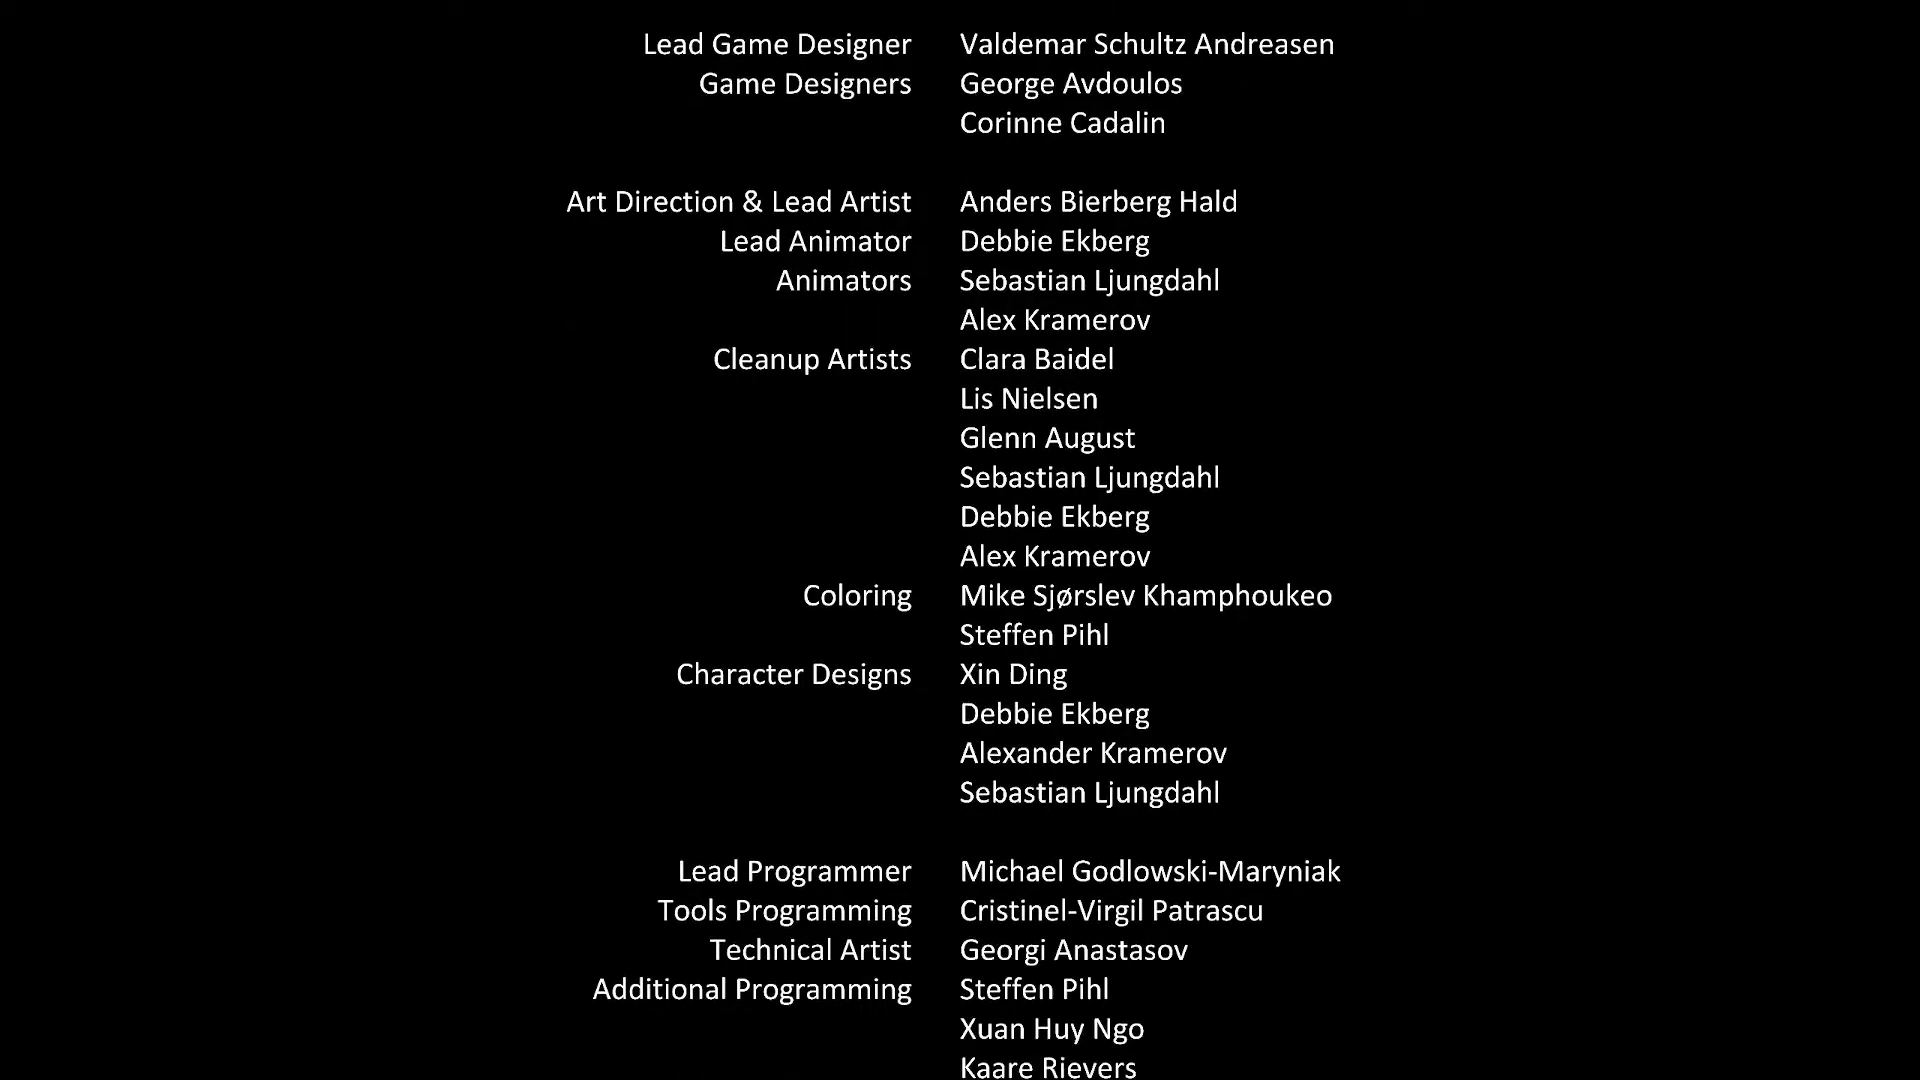 Lead Game Designer Valdemar Schultz Andreasen
Game Designers George Avdoulos
Corinne Cadalin
Art Direction & Lead Artist Anders Bierberg Hald
Lead Animator Debbie Ekberg
Animators Sebastian Ljungdahl
Alex Kramerov
Cleanup Artists Clara Baidel
Lis Nielsen
Glenn August
Sebastian Ljungdahl
Debbie Ekberg
Alex Kramerov
Coloring Mike Sjørslev Khamphoukeo
Steffen Pihl
Character Designs Xin Ding
Debbie Ekberg
Alexander Kramerov
Sebastian Ljungdahl
Lead Programmer Michael Godlowski-Maryniak
Tools Programming Cristinel-Virgil Patrascu
Technical Artist Georgi Anastasov
Additional Programming Steffen Pihl
Xuan Huy Ngo
Kaare Rievers